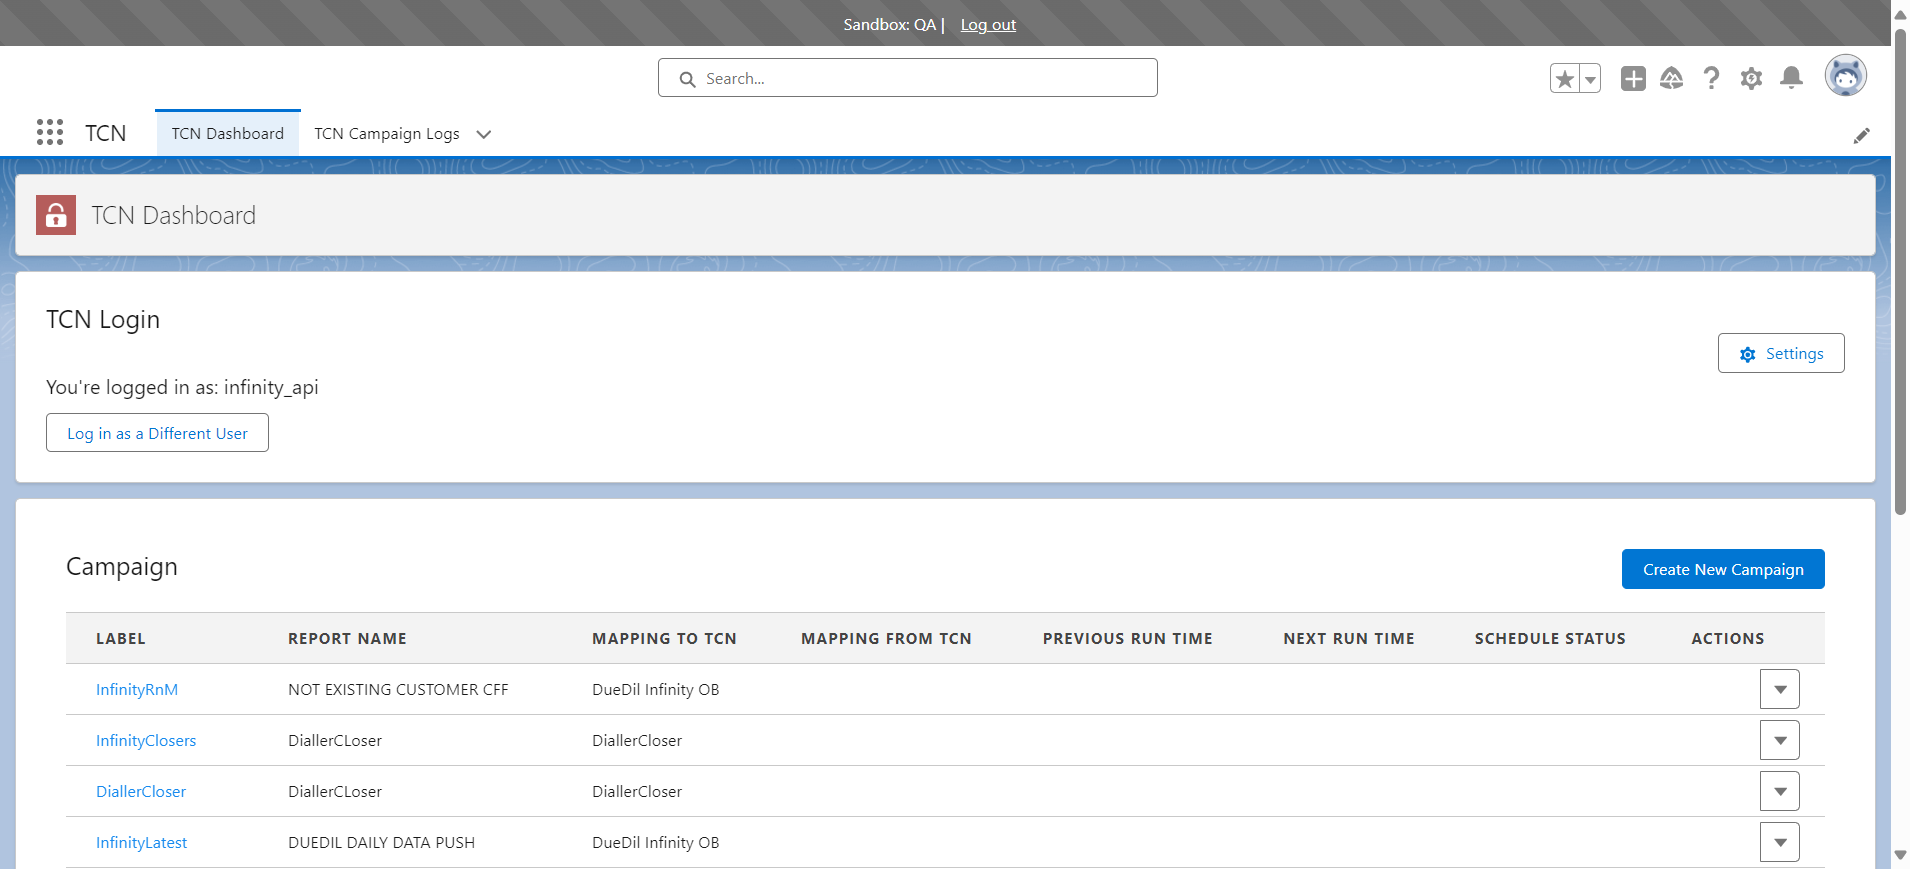 Sandbox: QA | Log out
Search...
TCN TCN Dashboard TCN Campaign Logs
TCN Dashboard
TCN Login
Settings
You're logged in as: infinity_api
Log in as a Different User
Campaign
Create New Campaign
LABEL REPORT NAME MAPPING TO TCN MAPPING FROM TCN PREVIOUS RUN TIME NEXT RUN TIME SCHEDULE STATUS ACTIONS
InfinityRnM NOT EXISTING CUSTOMER CFF DueDil Infinity OB
InfinityClosers DiallerCLoser DiallerCloser
DiallerCloser DiallerCLoser DiallerCloser
InfinityLatest DUEDIL DAILY DATA PUSH DueDil Infinity OB